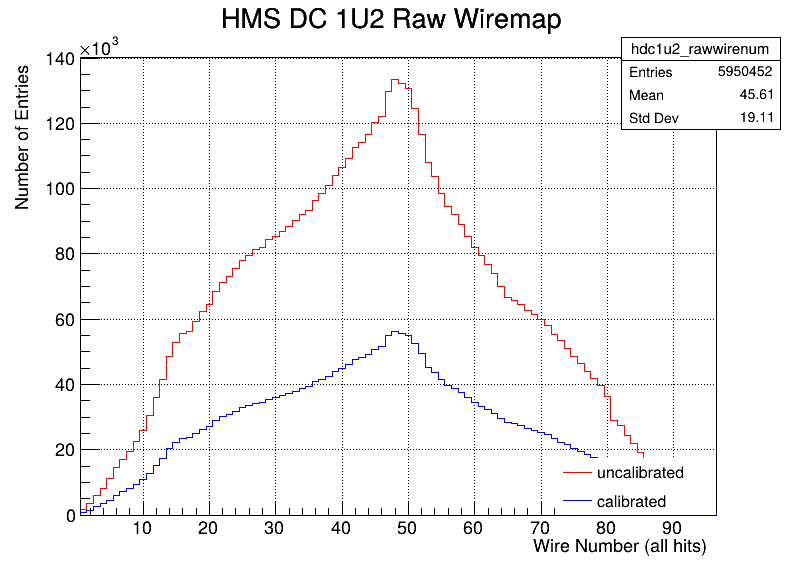 HMS DC 1U2 Raw Wiremap
×10³
hdc1u2_rawwirenum
Entries 5950452
Mean 45.61
Std Dev 19.11
Number of Entries
140
120
100
80
60
40
20
0
uncalibrated
calibrated
10 20 30 40 50 60 70 80 90
Wire Number (all hits)